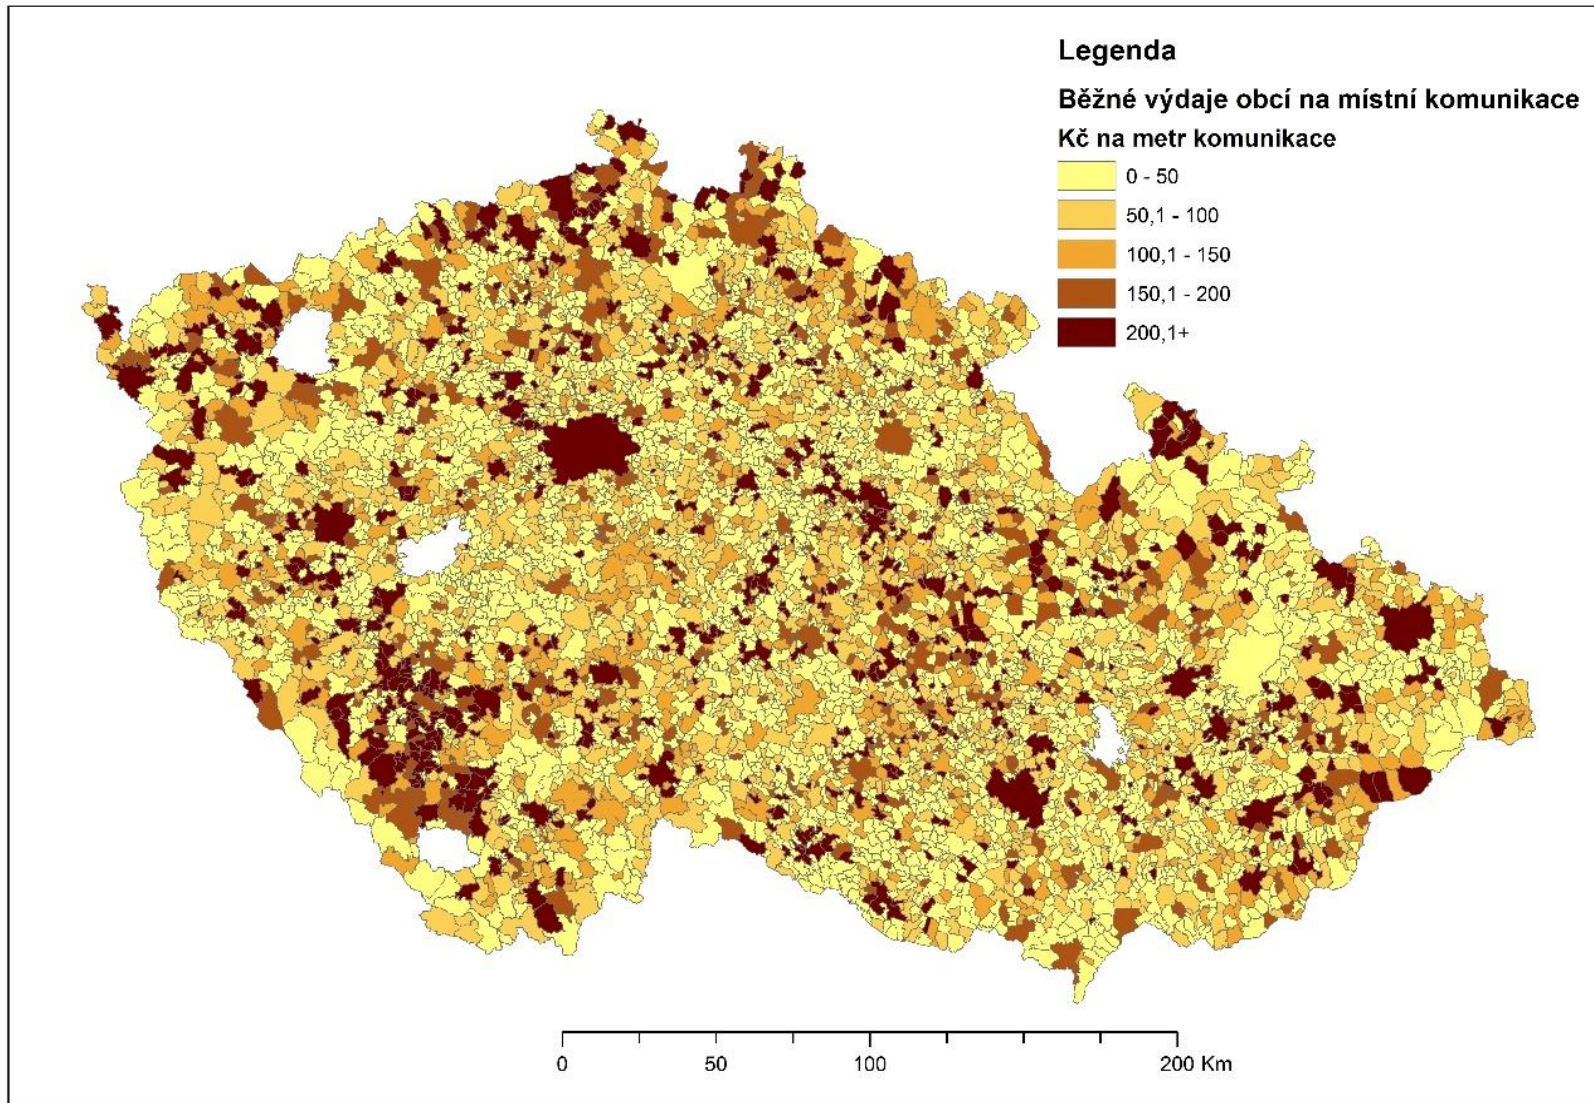 Legenda
Běžné výdaje obcí na místní komunikace
Kč na metr komunikace
0 - 50
50,1 - 100
100,1 - 150
150,1 - 200
200,1+
0 50 100 200 Km